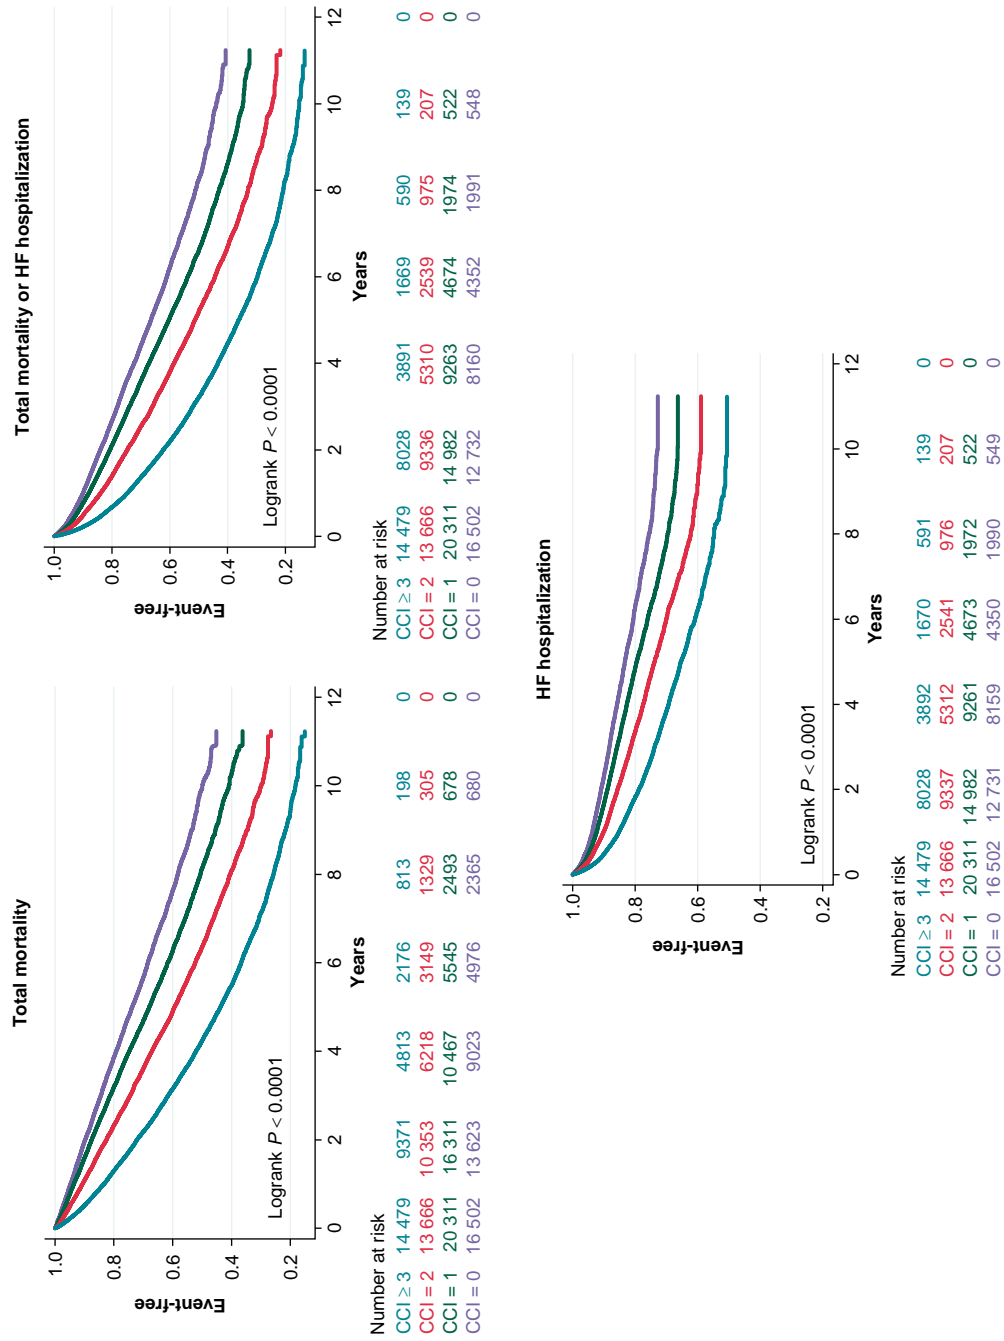 Total mortality
Event-free
1.0
0.8
0.6
0.4
0.2
Logrank P < 0.0001
0 2 4 6 8 10 12
Years
Number at risk
CCI ≥ 3 14 479 9371 4813 2176 813 198 0
CCI = 2 13 666 10 353 6218 3149 1329 305 0
CCI = 1 20 311 16 311 10 467 5545 2493 678 0
CCI = 0 16 502 13 623 9023 4976 2365 680 0
Total mortality or HF hospitalization
Event-free
1.0
0.8
0.6
0.4
0.2
Logrank P < 0.0001
0 2 4 6 8 10 12
Years
Number at risk
CCI ≥ 3 14 479 8028 3891 1669 590 139 0
CCI = 2 13 666 9336 5310 2539 975 207 0
CCI = 1 20 311 14 982 9263 4674 1974 522 0
CCI = 0 16 502 12 732 8160 4352 1991 548 0
HF hospitalization
Event-free
1.0
0.8
0.6
0.4
0.2
Logrank P < 0.0001
0 2 4 6 8 10 12
Years
Number at risk
CCI ≥ 3 14 479 8028 3892 1670 591 139 0
CCI = 2 13 666 9337 5312 2541 976 207 0
CCI = 1 20 311 14 982 9261 4673 1972 522 0
CCI = 0 16 502 12 731 8159 4350 1990 549 0